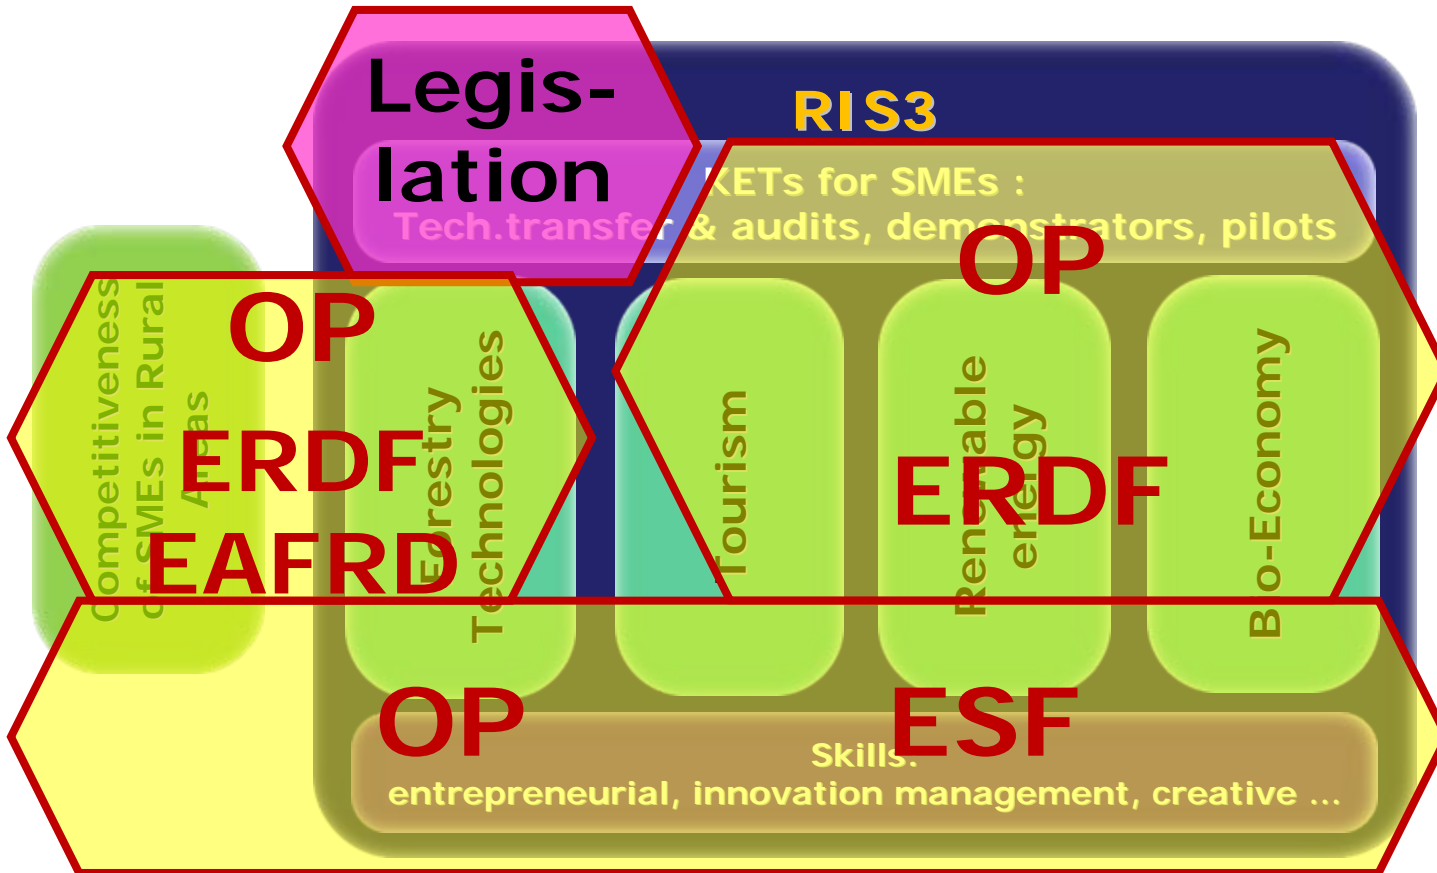 Legis-
lation
RIS3
KETs for SMEs :
Tech.transfer & audits, demonstrators, pilots
OP
ERDF
EAFRD
Competitiveness
of SMEs in Rural
Areas
Forestry
Technologies
Tourism
Renewable
energy
Bio-Economy
OP
ERDF
OP
ESF
Skills:
entrepreneurial, innovation management, creative ...